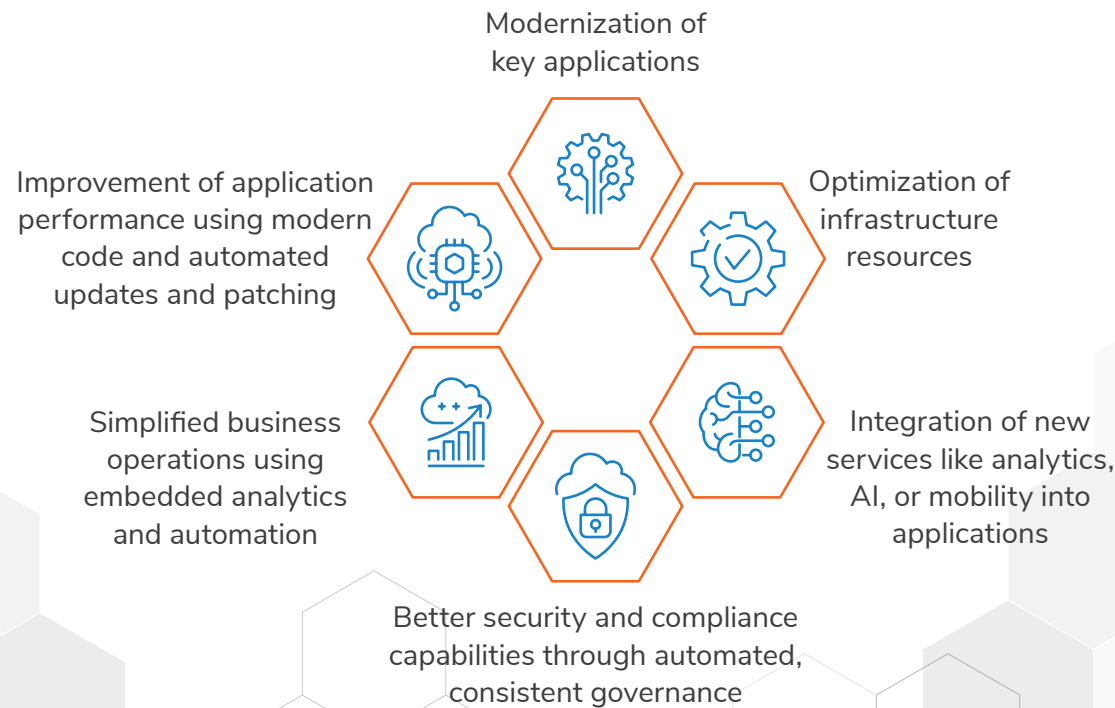 Modernization of
key applications
Improvement of application
performance using modern
code and automated
updates and patching
Optimization of
infrastructure
resources
Simplified business
operations using
embedded analytics
and automation
Integration of new
services like analytics,
AI, or mobility into
applications
Better security and compliance
capabilities through automated,
consistent governance